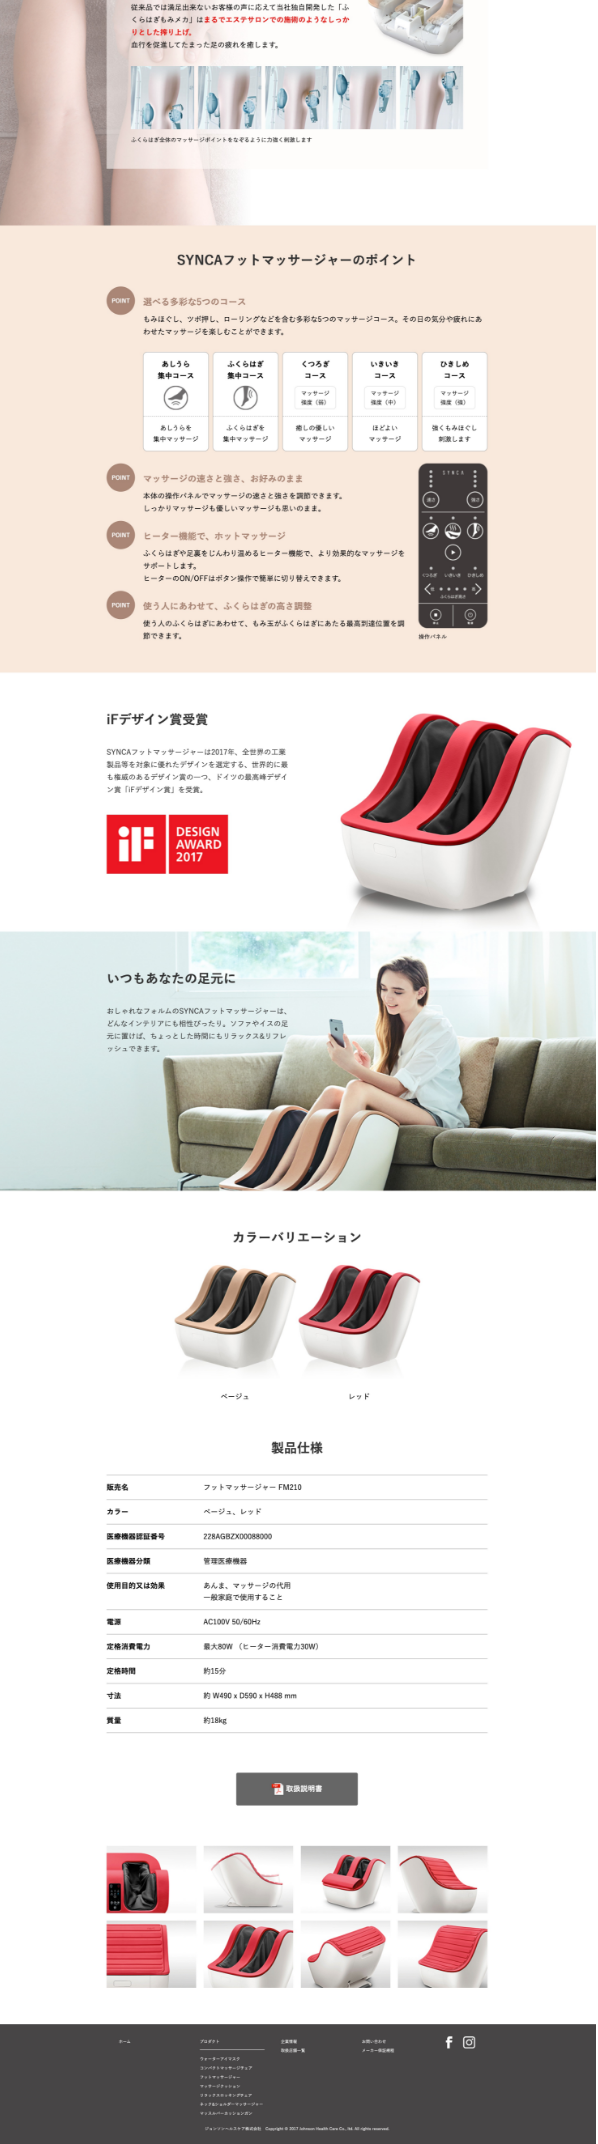 従来品では満足出来ないお客様の声に応えて当社独自開発した「ふ
くらはぎもみメカ」はまるでエステサロンでの施術のようなしっか
りとした搾り上げ。
血行を促進してたまった足の疲れを癒します。
ふくらはぎ全体のマッサージポイントをなぞるように力強く刺激します
SYNCAフットマッサージャーのポイント
POINT
選べる多彩な5つのコース
もみほぐし、ツボ押し、ローリングなどを含む多彩な5つのマッサージコース。その日の気分や疲れにあ
わせたマッサージを楽しむことができます。
あしうら
集中コース
あしうらを
集中マッサージ
ふくらはぎ
集中コース
ふくらはぎを
集中マッサージ
くつろぎ
コース
マッサージ
強度（弱）
癒しの優しい
マッサージ
いきいき
コース
マッサージ
強度（中）
ほどよい
マッサージ
ひきしめ
コース
マッサージ
強度（強）
強くもみほぐし
刺激します
POINT
マッサージの速さと強さ、お好みのまま
本体の操作パネルでマッサージの速さと強さを調節できます。
しっかりマッサージも優しいマッサージも思いのまま。
POINT
ヒーター機能で、ホットマッサージ
ふくらはぎや足裏をじんわり温めるヒーター機能で、より効果的なマッサージを
サポートします。
ヒーターのON/OFFはボタン操作で簡単に切り替えできます。
POINT
使う人にあわせて、ふくらはぎの高さ調整
使う人のふくらはぎにあわせて、もみ玉がふくらはぎにあたる最高到達位置を調
節できます。
SYNCA
速さ
強さ
くつろぎ いきいき ひきしめ
ふくらはぎ高さ
操作パネル
iFデザイン賞受賞
SYNCAフットマッサージャーは2017年、全世界の工業
製品等を対象に優れたデザインを選定する、世界的に最
も権威のあるデザイン賞の一つ、ドイツの最高峰デザイ
ン賞「iFデザイン賞」を受賞。
iF
DESIGN
AWARD
2017
いつもあなたの足元に
おしゃれなフォルムのSYNCAフットマッサージャーは、
どんなインテリアにも相性ぴったり。ソファやイスの足
元に置けば、ちょっとした時間にもリラックス&リフレ
ッシュできます。
カラーバリエーション
ベージュ
レッド
製品仕様
販売名 フットマッサージャー FM210
カラー ベージュ、レッド
医療機器認証番号 228AGBZX00088000
医療機器分類 管理医療機器
使用目的又は効果 あんま、マッサージの代用
一般家庭で使用すること
電源 AC100V 50/60Hz
定格消費電力 最大80W （ヒーター消費電力30W）
定格時間 約15分
寸法 約 W490 x D590 x H488 mm
質量 約18kg
取扱説明書
ホーム
プロダクト
ウォーターアイマスク
コンパクトマッサージチェア
フットマッサージャー
マッサージクッション
リラックスロッキングチェア
ネック&ショルダーマッサージャー
企業情報
取扱店舗一覧
お問い合わせ
メーカー保証規程
ジョンソンヘルスケア株式会社 Copyright © 2017 Johnson Health Care Co., ltd. All rights reserved.